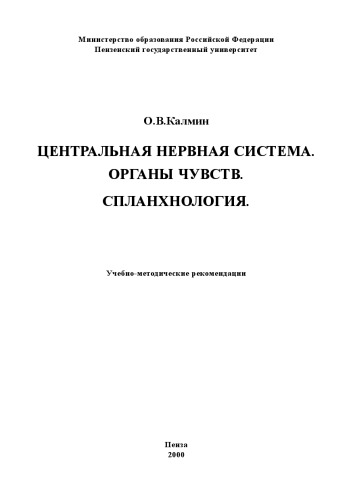 Министерство образования Российской Федерации
Пензенский государственный университет
О.В.Калмин
ЦЕНТРАЛЬНАЯ НЕРВНАЯ СИСТЕМА.
ОРГАНЫ ЧУВСТВ.
СПЛАНХНОЛОГИЯ.
Учебно-методические рекомендации
Пенза
2000